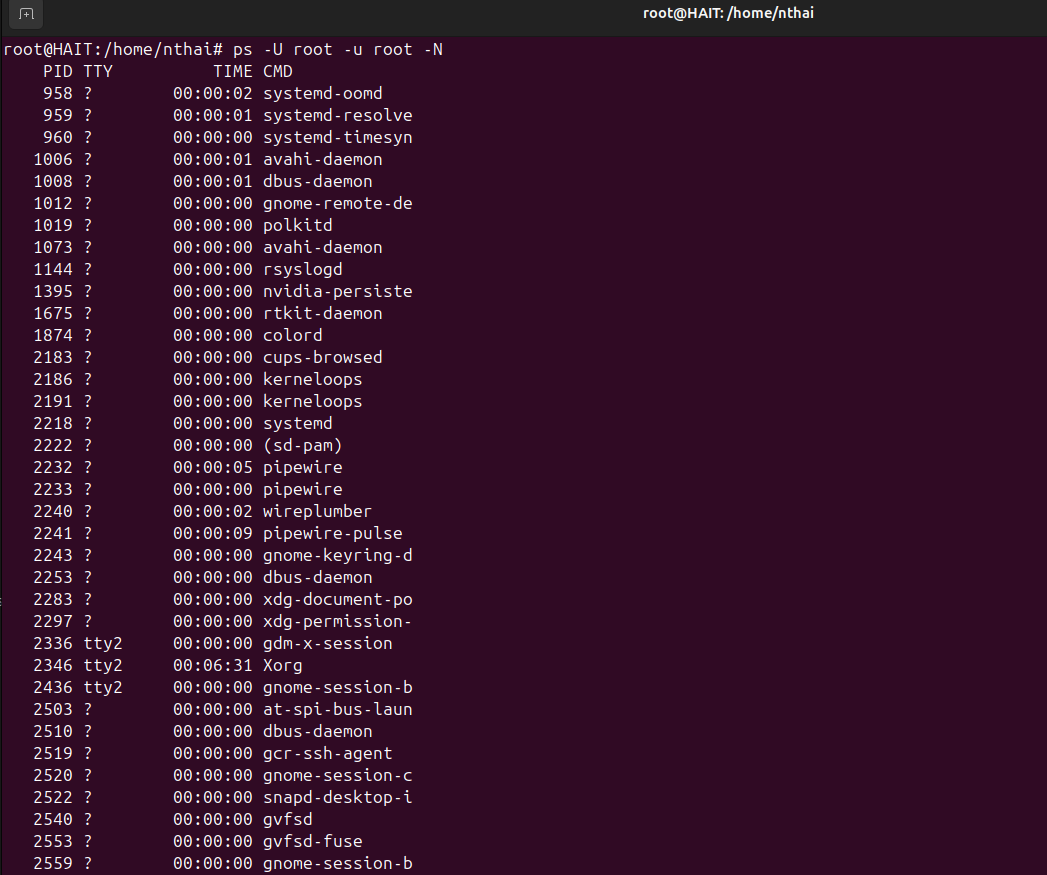 root@HAIT: /home/nthai
root@HAIT:/home/nthai# ps -U root -u root -N
    PID TTY          TIME CMD
    958 ?        00:00:02 systemd-oomd
    959 ?        00:00:01 systemd-resolve
    960 ?        00:00:00 systemd-timesyn
   1006 ?        00:00:01 avahi-daemon
   1008 ?        00:00:01 dbus-daemon
   1012 ?        00:00:00 gnome-remote-de
   1019 ?        00:00:00 polkitd
   1073 ?        00:00:00 avahi-daemon
   1144 ?        00:00:00 rsyslogd
   1395 ?        00:00:00 nvidia-persiste
   1675 ?        00:00:00 rtkit-daemon
   1874 ?        00:00:00 colord
   2183 ?        00:00:00 cups-browsed
   2186 ?        00:00:00 kerneloops
   2191 ?        00:00:00 kerneloops
   2218 ?        00:00:00 systemd
   2222 ?        00:00:00 (sd-pam)
   2232 ?        00:00:05 pipewire
   2233 ?        00:00:00 pipewire
   2240 ?        00:00:02 wireplumber
   2241 ?        00:00:09 pipewire-pulse
   2243 ?        00:00:00 gnome-keyring-d
   2253 ?        00:00:00 dbus-daemon
   2283 ?        00:00:00 xdg-document-po
   2297 ?        00:00:00 xdg-permission-
   2336 tty2     00:00:00 gdm-x-session
   2346 tty2     00:06:31 Xorg
   2436 tty2     00:00:00 gnome-session-b
   2503 ?        00:00:00 at-spi-bus-laun
   2510 ?        00:00:00 dbus-daemon
   2519 ?        00:00:00 gcr-ssh-agent
   2520 ?        00:00:00 gnome-session-c
   2522 ?        00:00:00 snapd-desktop-i
   2540 ?        00:00:00 gvfsd
   2553 ?        00:00:00 gvfsd-fuse
   2559 ?        00:00:00 gnome-session-b